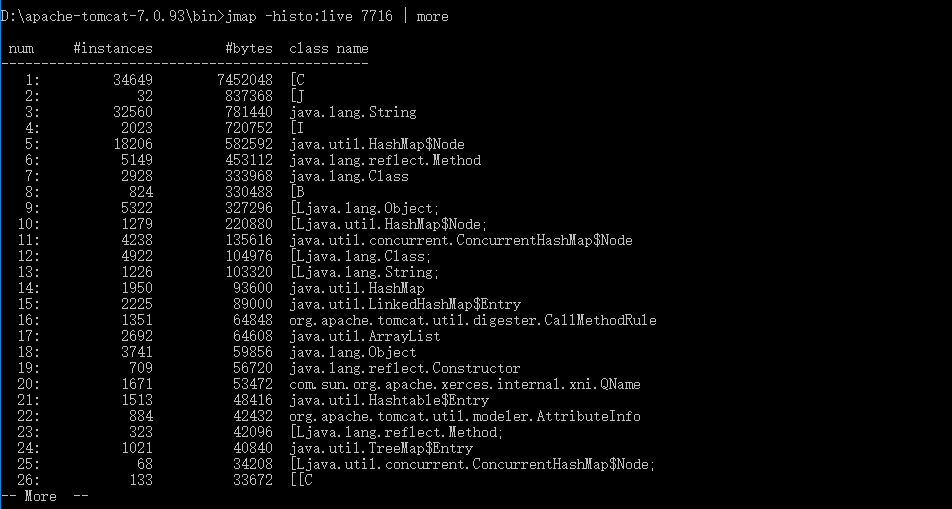 D:\apache-tomcat-7.0.93\bin>jmap -histo:live 7716 | more
num #instances #bytes class name
----------------------------------------------
1: 34649 7452048 [C
2: 32 837368 [J
3: 32560 781440 java.lang.String
4: 2023 720752 [I
5: 18206 582592 java.util.HashMap$Node
6: 5149 453112 java.lang.reflect.Method
7: 2928 333968 java.lang.Class
8: 824 330488 [B
9: 5322 327296 [Ljava.lang.Object;
10: 1279 220880 [Ljava.util.HashMap$Node;
11: 4238 135616 java.util.concurrent.ConcurrentHashMap$Node
12: 4922 104976 [Ljava.lang.Class;
13: 1226 103320 [Ljava.lang.String;
14: 1950 93600 java.util.HashMap
15: 2225 89000 java.util.LinkedHashMap$Entry
16: 1351 64848 org.apache.tomcat.util.digester.CallMethodRule
17: 2692 64608 java.util.ArrayList
18: 3741 59856 java.lang.Object
19: 709 56720 java.lang.reflect.Constructor
20: 1671 53472 com.sun.org.apache.xerces.internal.xni.QName
21: 1513 48416 java.util.Hashtable$Entry
22: 884 42432 org.apache.tomcat.util.modeler.AttributeInfo
23: 323 42096 [Ljava.lang.reflect.Method;
24: 1021 40840 java.util.TreeMap$Entry
25: 68 34208 [Ljava.util.concurrent.ConcurrentHashMap$Node;
26: 133 33672 [[C
-- More --